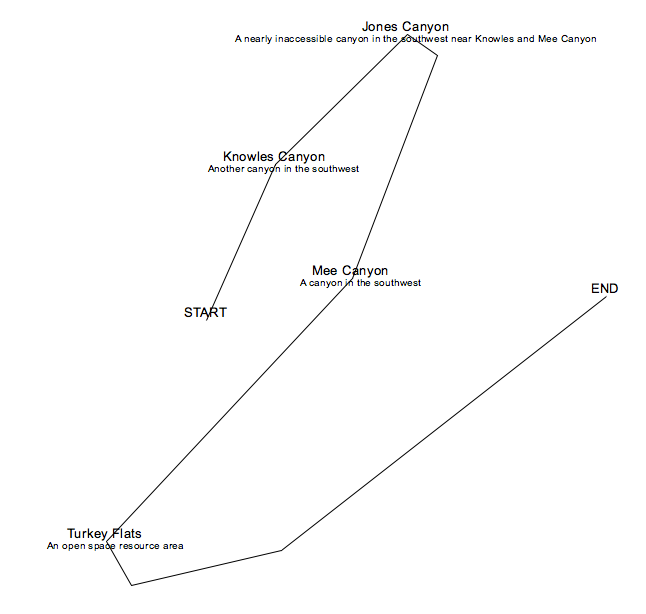 Jones Canyon
A nearly inaccessible canyon in the southwest near Knowles and Mee Canyon
Knowles Canyon
Another canyon in the southwest
Mee Canyon
A canyon in the southwest
END
START
Turkey Flats
An open space resource area